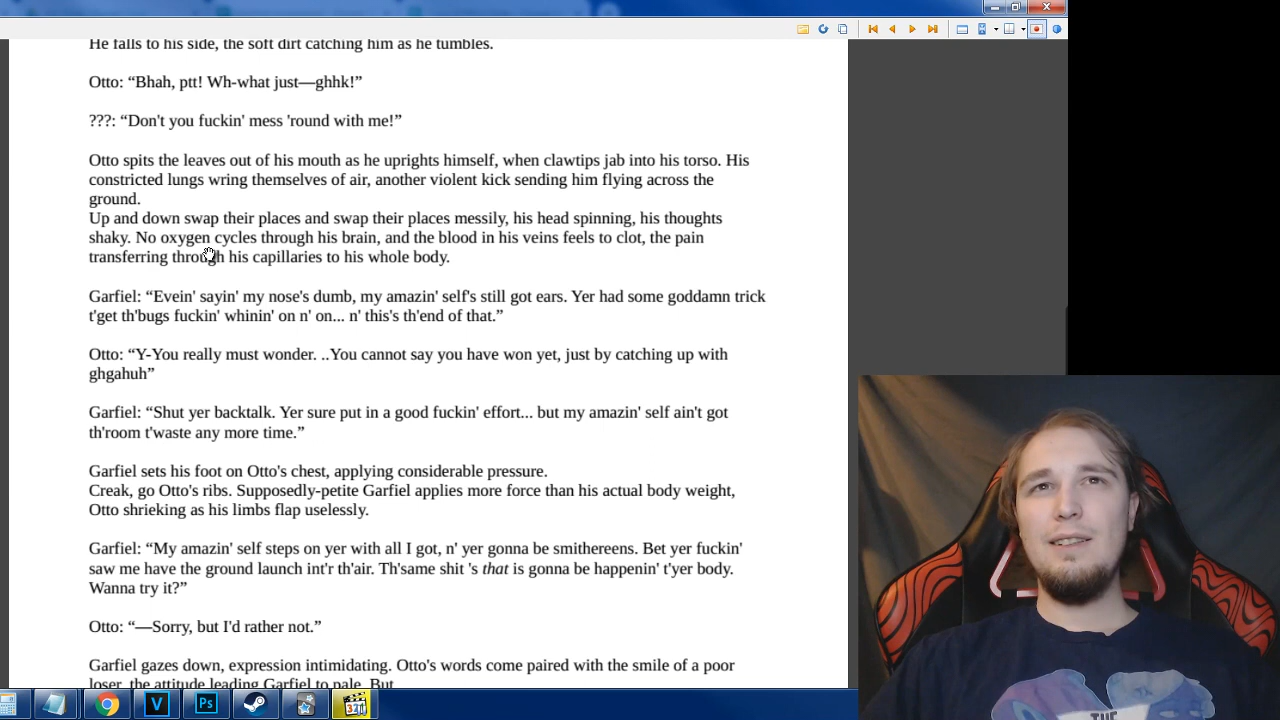 He falls to his side, the soft dirt catching him as he tumbles.
Otto: “Bhah, ptt! Wh-what just—ghhk!”
???: “Don't you fuckin' mess 'round with me!”
Otto spits the leaves out of his mouth as he uprights himself, when clawtips jab into his torso. His
constricted lungs wring themselves of air, another violent kick sending him flying across the
ground.
Up and down swap their places and swap their places messily, his head spinning, his thoughts
shaky. No oxygen cycles through his brain, and the blood in his veins feels to clot, the pain
transferring through his capillaries to his whole body.
Garfiel: “Evein' sayin' my nose's dumb, my amazin' self's still got ears. Yer had some goddamn trick
t'get th'bugs fuckin' whinin' on n' on... n' this's th'end of that.”
Otto: “Y-You really must wonder. ..You cannot say you have won yet, just by catching up with
ghgahuh”
Garfiel: “Shut yer backtalk. Yer sure put in a good fuckin' effort... but my amazin' self ain't got
th'room t'waste any more time.”
Garfiel sets his foot on Otto's chest, applying considerable pressure.
Creak, go Otto's ribs. Supposedly-petite Garfiel applies more force than his actual body weight,
Otto shrieking as his limbs flap uselessly.
Garfiel: “My amazin' self steps on yer with all I got, n' yer gonna be smithereens. Bet yer fuckin'
saw me have the ground launch int'r th'air. Th'same shit 's that is gonna be happenin' t'yer body.
Wanna try it?”
Otto: “—Sorry, but I'd rather not.”
Garfiel gazes down, expression intimidating. Otto's words come paired with the smile of a poor
loser, the attitude leading Garfiel to pale. But
V
Ps
321
THE